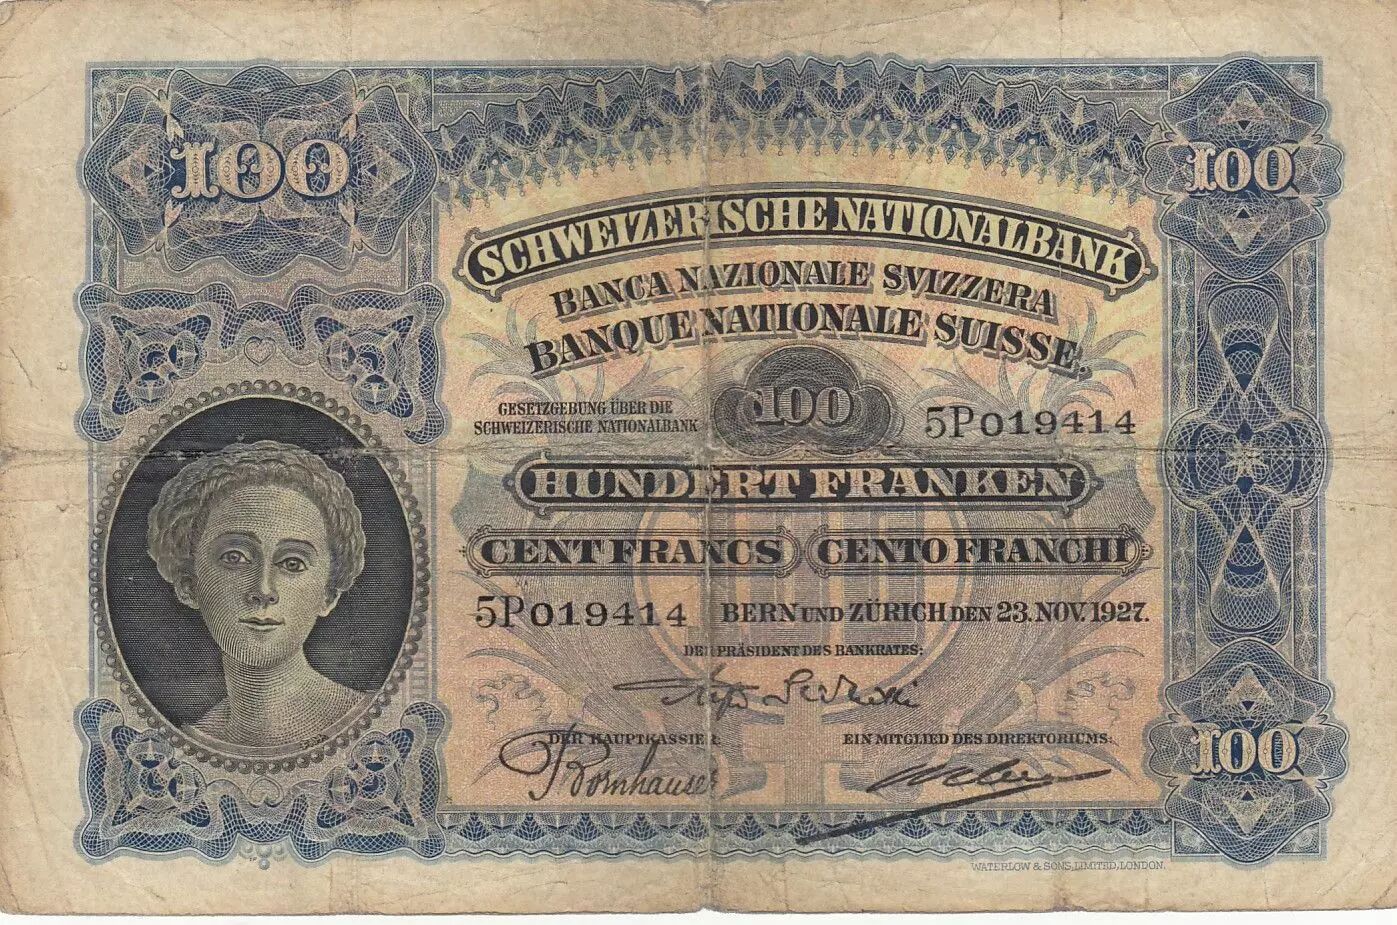 100
100
SCHWEIZERISCHE NATIONALBANK
BANCA NAZIONALE SVIZZERA
BANQUE NATIONALE SUISSE.
GESETZGEBUNG ÜBER DIE
SCHWEIZERISCHE NATIONALBANK
100
5P019414
HUNDERT FRANKEN
CENT FRANCS
CENTO FRANCHI
5P019414
BERN UND ZÜRICH DEN 23. NOV. 1927.
DER PRÄSIDENT DES BANKRATES:
DER HAUPTKASSIER:
EIN MITGLIED DES DIREKTORIUMS:
Bornhauser
100
WATERLOW & SONS, LIMITED, LONDON.